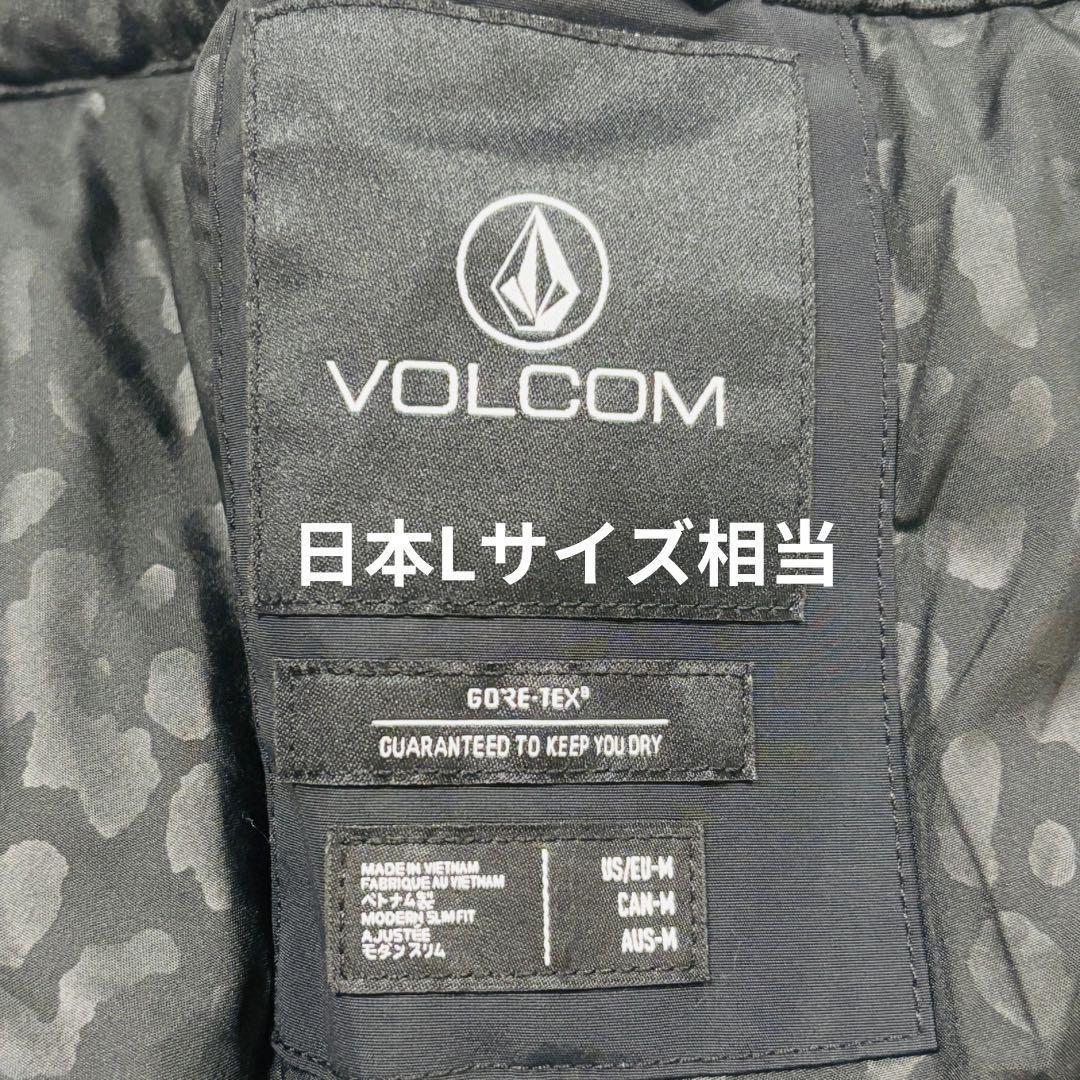 VOLCOM
日本Lサイズ相当
GORE-TEX®
GUARANTEED TO KEEP YOU DRY
MADE IN VIETNAM
FABRIQUE AU VIETNAM
ベトナム製
MODERN SLIM FIT
AJUSTÉE
モダンスリム
US/EU-M
CAN-M
AUS-M